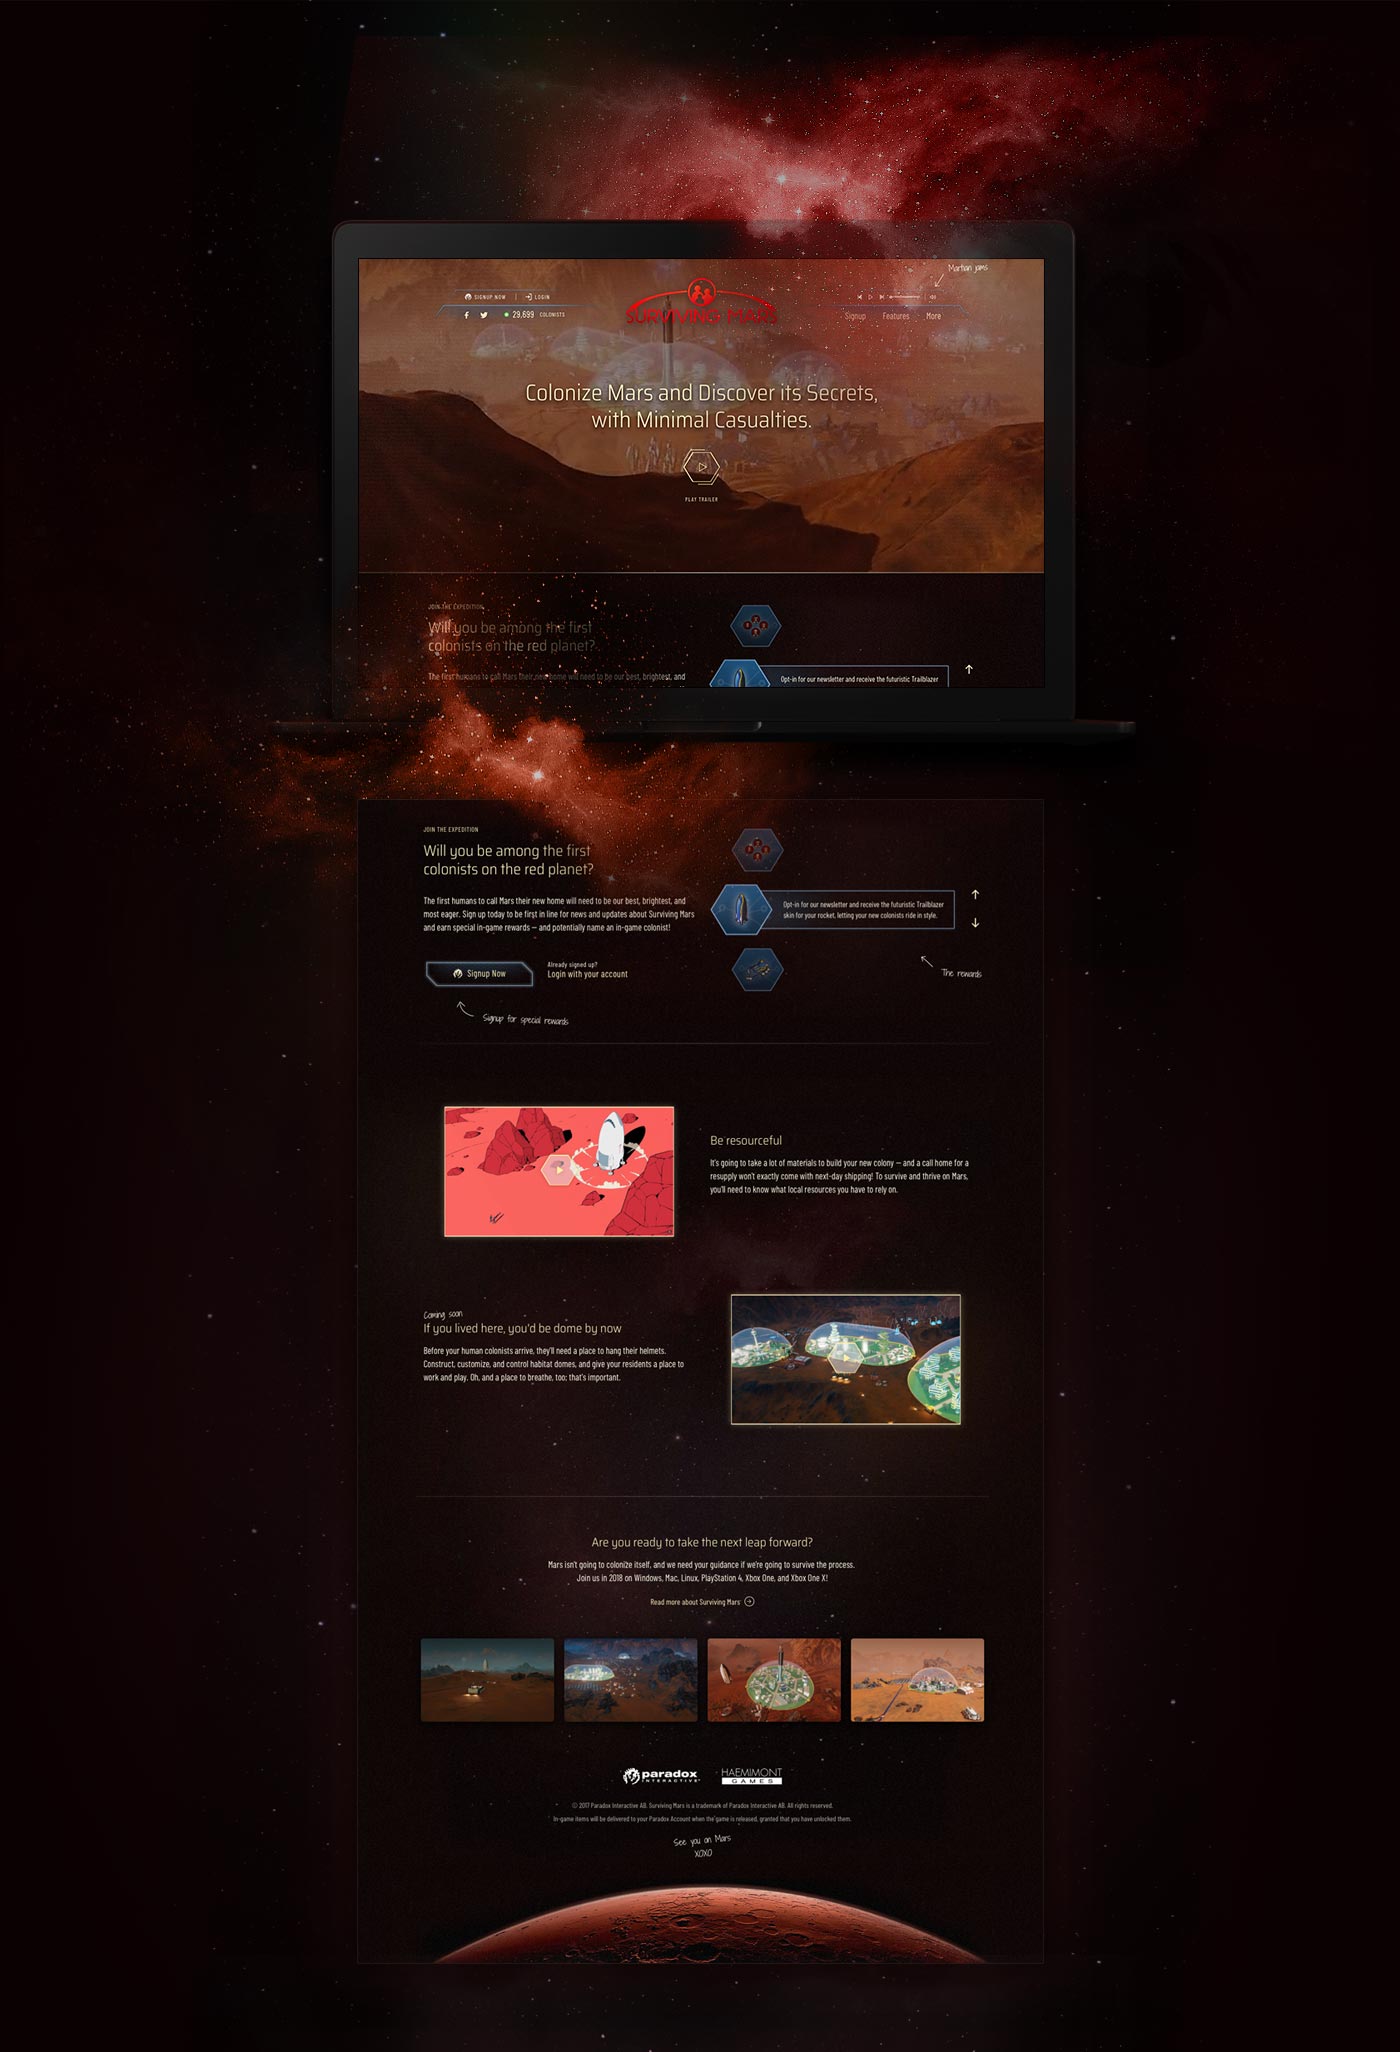 Martian jams
SIGNUP NOW | LOGIN
29,699 COLONISTS
SURVIVING MARS
Signup Features More
Colonize Mars and Discover its Secrets,
with Minimal Casualties.
PLAY TRAILER
JOIN THE EXPEDITION
Will you be among the first
colonists on the red planet?
The first humans to call Mars their new home will need to be our best, brightest, and
Opt-in for our newsletter and receive the futuristic Trailblazer
JOIN THE EXPEDITION
Will you be among the first
colonists on the red planet?
The first humans to call Mars their new home will need to be our best, brightest, and
most eager. Sign up today to be first in line for news and updates about Surviving Mars
and earn special in-game rewards — and potentially name an in-game colonist!
Signup Now
Already signed up?
Login with your account
Signup for special rewards
Opt-in for our newsletter and receive the futuristic Trailblazer
skin for your rocket, letting your new colonists ride in style.
The rewards
Be resourceful
It's going to take a lot of materials to build your new colony — and a call home for a
resupply won't exactly come with next-day shipping! To survive and thrive on Mars,
you'll need to know what local resources you have to rely on.
Coming soon
If you lived here, you'd be dome by now
Before your human colonists arrive, they'll need a place to hang their helmets.
Construct, customize, and control habitat domes, and give your residents a place to
work and play. Oh, and a place to breathe, too; that's important.
Are you ready to take the next leap forward?
Mars isn't going to colonize itself, and we need your guidance if we're going to survive the process.
Join us in 2018 on Windows, Mac, Linux, PlayStation 4, Xbox One, and Xbox One X!
Read more about Surviving Mars
paradox
INTERACTIVE
HAEMIMONT
GAMES
© 2017 Paradox Interactive AB. Surviving Mars is a trademark of Paradox Interactive AB. All rights reserved.
In-game items will be delivered to your Paradox Account when the game is released, granted that you have unlocked them.
See you on Mars
XOXO